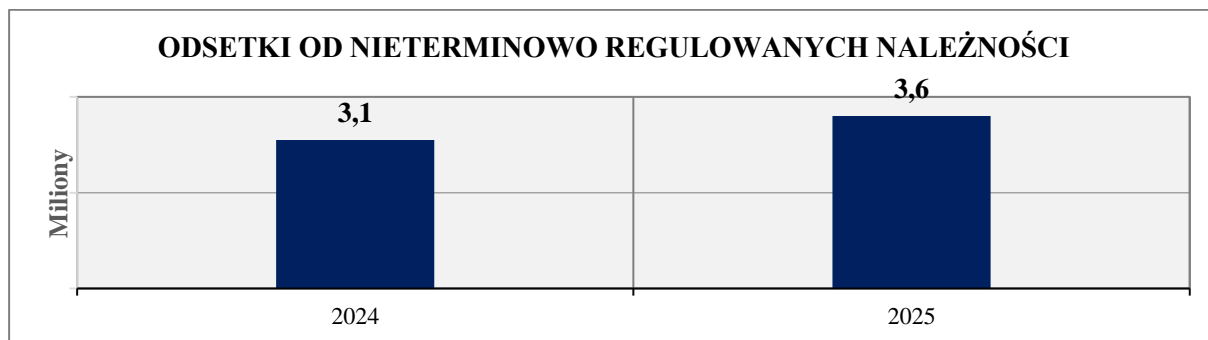 ODSETKI OD NIETERMINOWO REGULOWANYCH NALEŻNOŚCI
Miliony
3,1
3,6
2024
2025